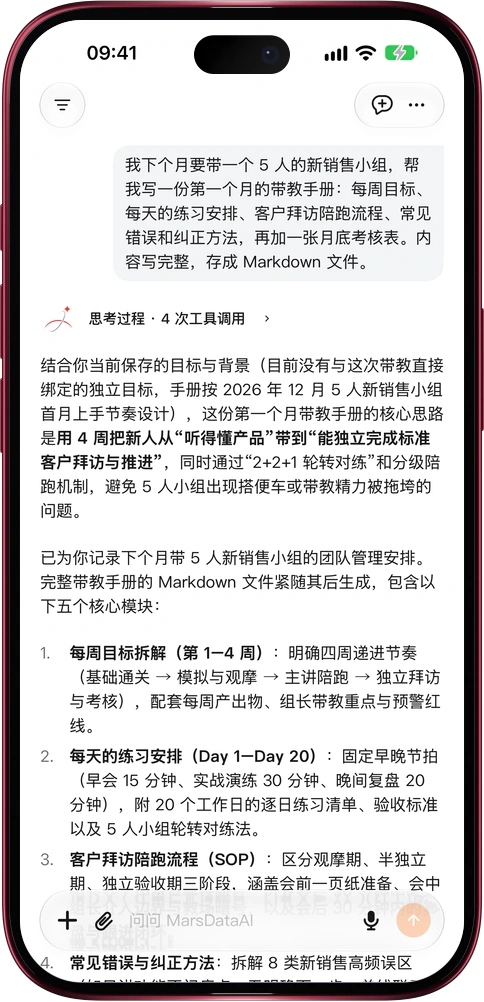 09:41
我下个月要带一个 5 人的新销售小组，帮
我写一份第一个月的带教手册：每周目标、
每天的练习安排、客户拜访陪跑流程、常见
错误和纠正方法，再加一张月底考核表。内
容写完整，存成 Markdown 文件。
思考过程 · 4 次工具调用 ›
结合你当前保存的目标与背景（目前没有与这次带教直接
绑定的独立目标，手册按 2026 年 12 月 5 人新销售小组
首月上手节奏设计），这份第一个月带教手册的核心思路
是用 4 周把新人从“听得懂产品”带到“能独立完成标准
客户拜访与推进”，同时通过“2+2+1 轮转对练”和分级陪
跑机制，避免 5 人小组出现搭便车或带教精力被拖垮的
问题。
已为你记录下个月带 5 人新销售小组的团队管理安排。
完整带教手册的 Markdown 文件紧随其后生成，包含以
下五个核心模块：
1. 每周目标拆解（第 1—4 周）：明确四周递进节奏
（基础通关 → 模拟与观摩 → 主讲陪跑 → 独立拜访
与考核），配套每周产出物、组长带教重点与预警红
线。
2. 每天的练习安排（Day 1—Day 20）：固定早晚节拍
（早会 15 分钟、实战演练 30 分钟、晚间复盘 20
分钟），附 20 个工作日的逐日练习清单、验收标准
以及 5 人小组轮转对练法。
3. 客户拜访陪跑流程（SOP）：区分观摩期、半独立
期、独立验收期三阶段，涵盖会前一页纸准备、会中
问问 MarsDataAI
4. 常见错误与纠正方法：拆解 8 类新销售高频误区